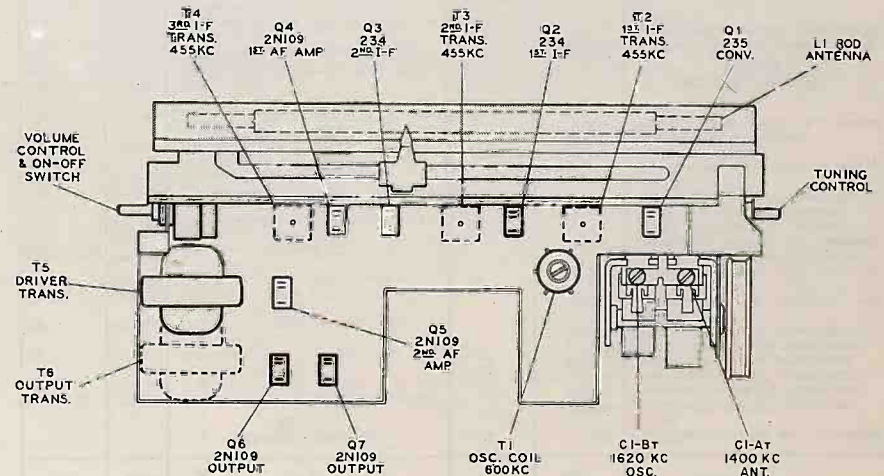 T4
3RD. I-F
TRANS.
455KC
Q4
2N109
1ST. AF AMP
Q3
234
2ND. I-F
T3
2ND. I-F
TRANS.
455KC
Q2
234
1ST. I-F
T2
1ST. I-F
TRANS.
455KC
Q1
235
CONV.
L1 ROD
ANTENNA
VOLUME
CONTROL
& ON-OFF
SWITCH
TUNING
CONTROL
T5
DRIVER
TRANS.
T6
OUTPUT
TRANS.
Q5
2N109
2ND. AF
AMP
Q6
2N109
OUTPUT
Q7
2N109
OUTPUT
T1
OSC. COIL
600KC
C1-BT
1620 KC
OSC.
C1-AT
1400 KC
ANT.